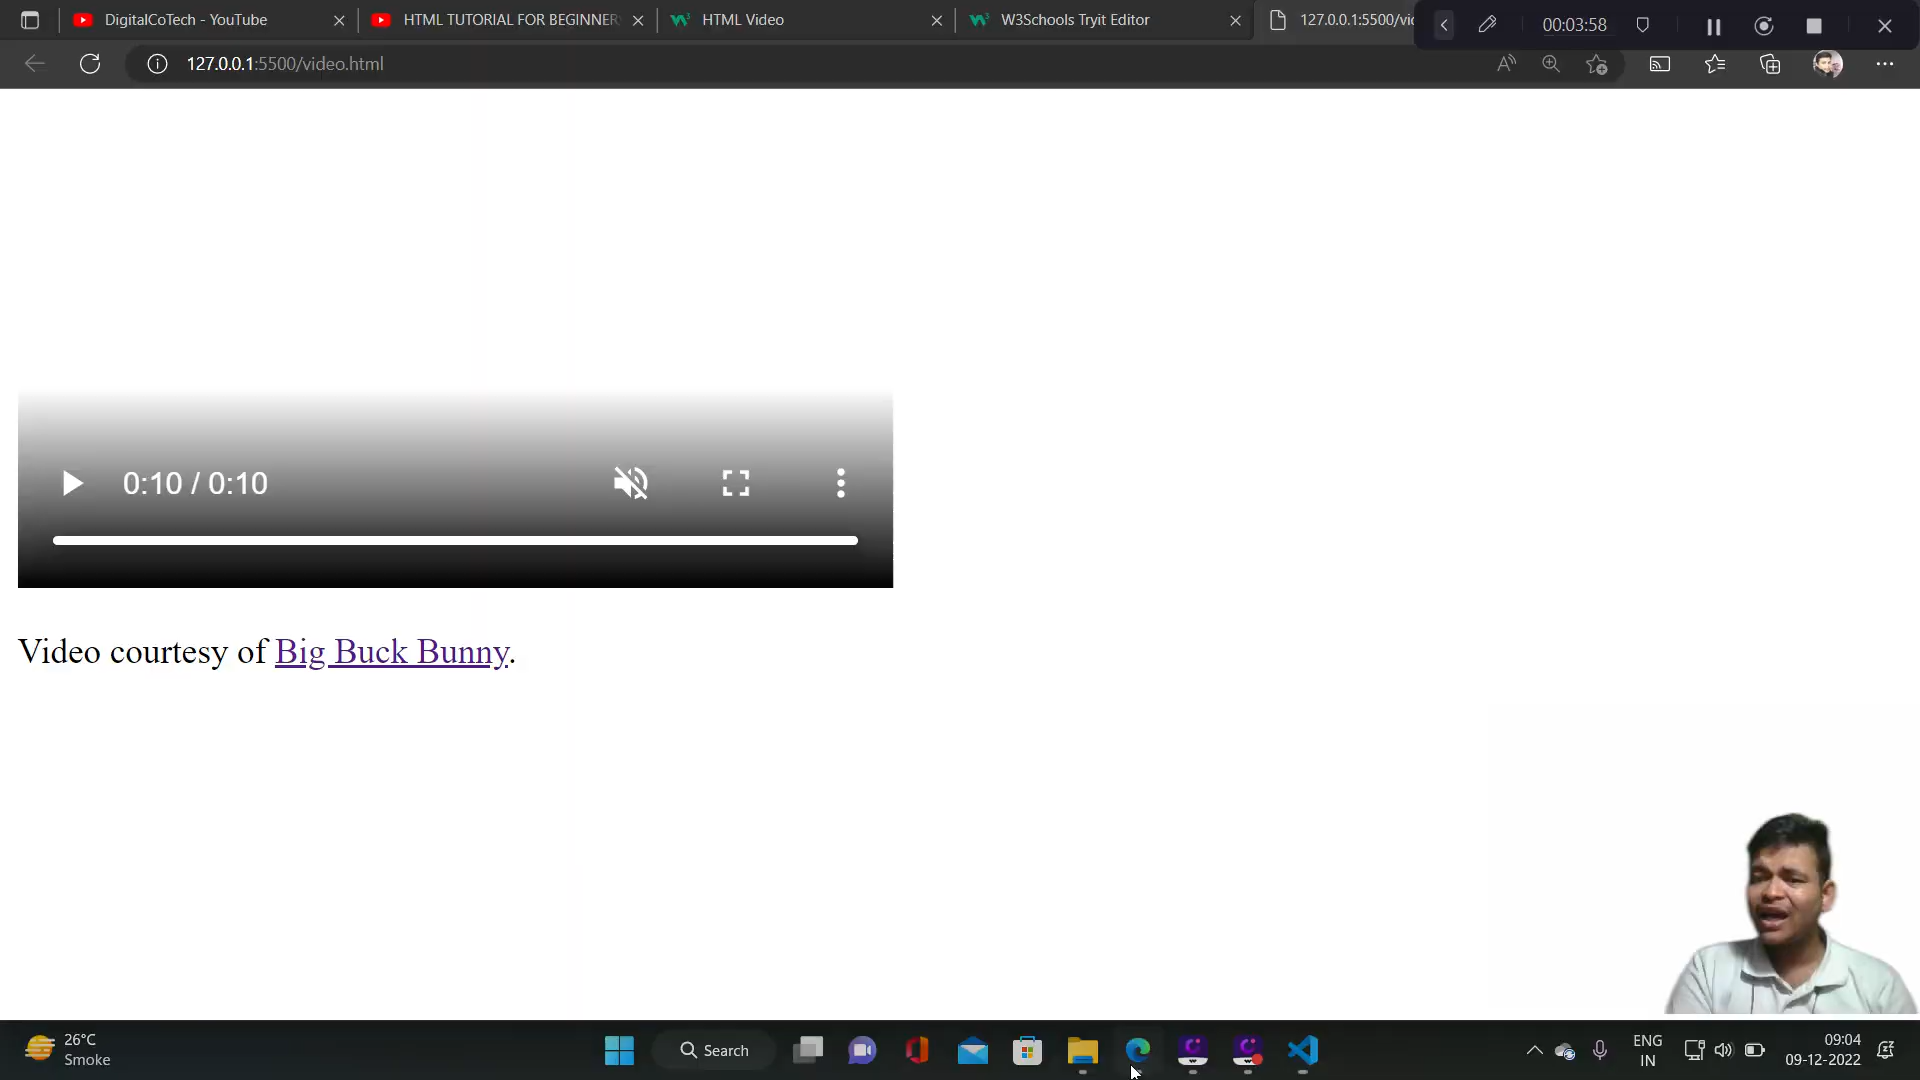 DigitalCoTech - YouTube
HTML TUTORIAL FOR BEGINNER
HTML Video
W3Schools Tryit Editor
127.0.0.1:5500/vic
00:03:58
127.0.0.1:5500/video.html
0:10 / 0:10
Video courtesy of Big Buck Bunny.
26°C
Smoke
Search
ENG
IN
09:04
09-12-2022